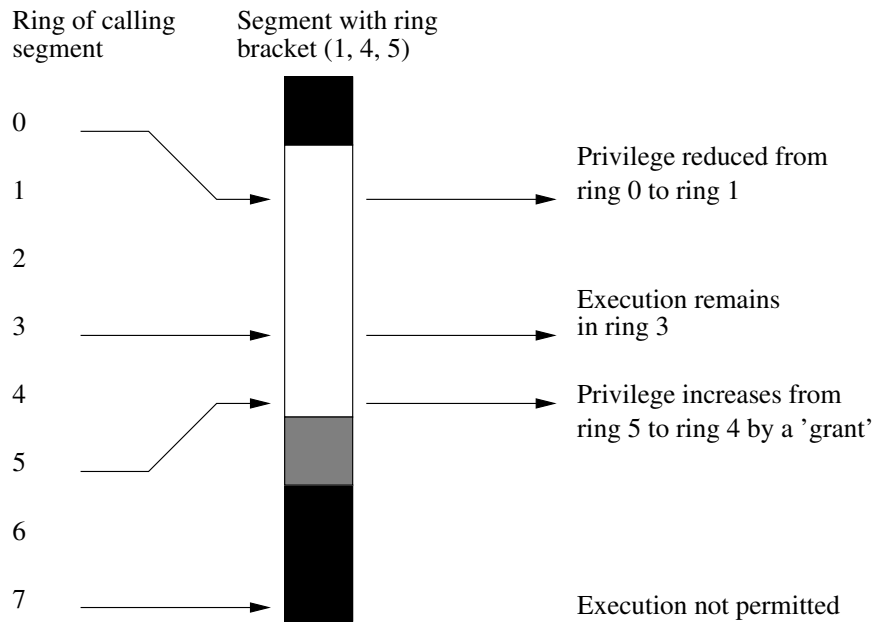 Ring of calling
segment
Segment with ring
bracket (1, 4, 5)
0
1
2
3
4
5
6
7
Privilege reduced from
ring 0 to ring 1
Execution remains
in ring 3
Privilege increases from
ring 5 to ring 4 by a 'grant'
Execution not permitted